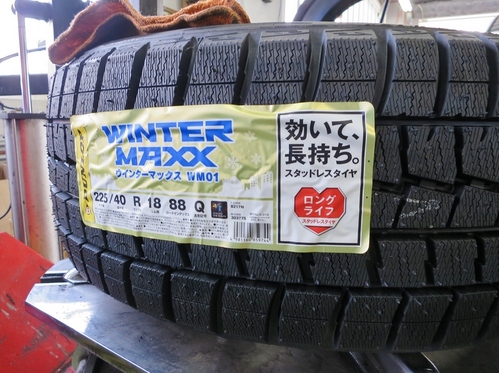 WINTER
MAXX
ウインターマックス WM01
225/40 R 18 88 Q
効いて、
長持ち。
スタッドレスタイヤ
ロング
ライフ
スタッドレスタイヤ